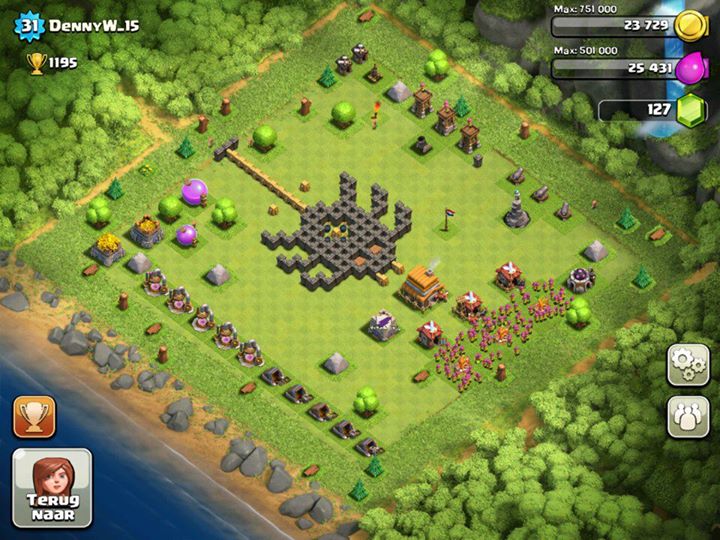 31 DennyW_15
1195
Max: 751 000
23 729
Max: 501 000
25 431
127
Terug
naar